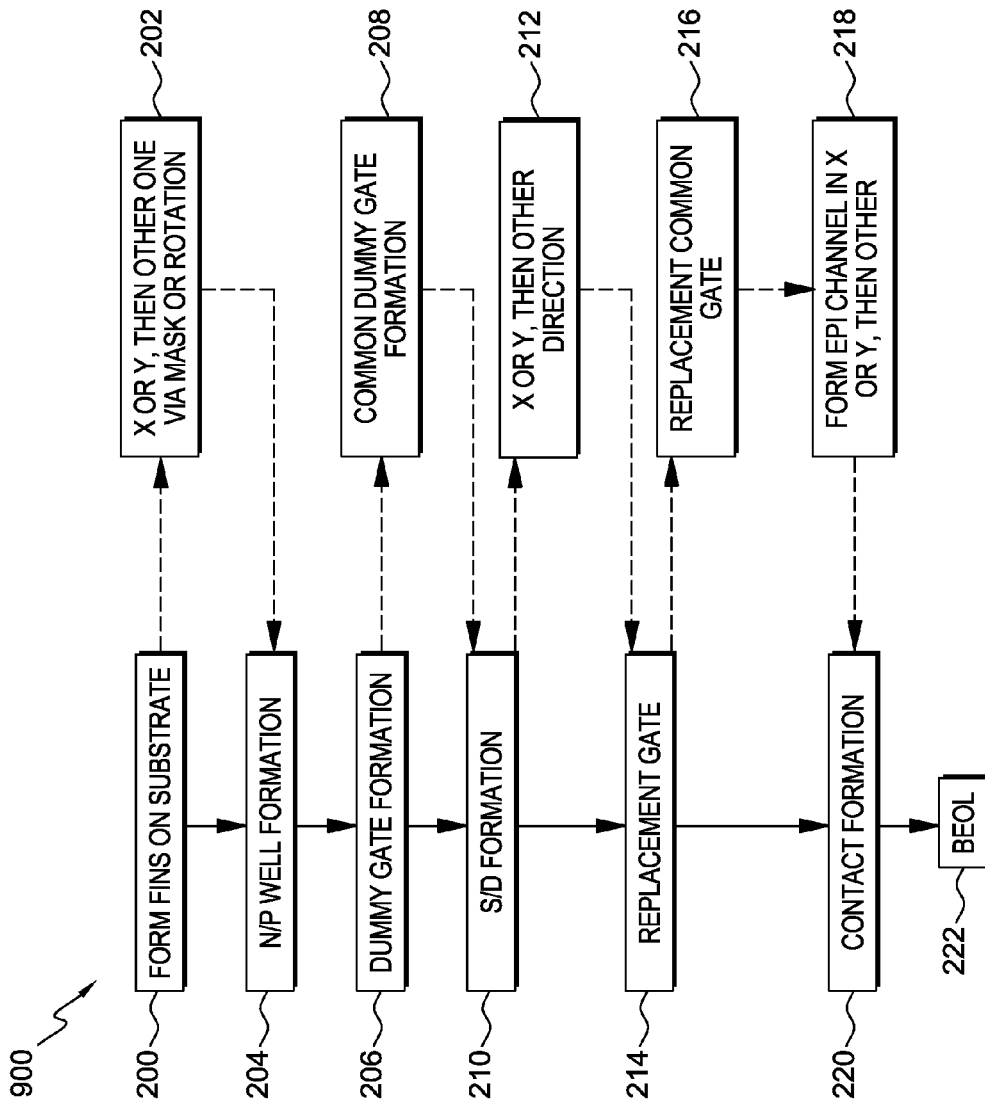 900
200
FORM FINS ON SUBSTRATE
X OR Y, THEN OTHER ONE
VIA MASK OR ROTATION
202
204
N/P WELL FORMATION
206
DUMMY GATE FORMATION
COMMON DUMMY GATE
FORMATION
208
210
S/D FORMATION
X OR Y, THEN OTHER
DIRECTION
212
214
REPLACEMENT GATE
REPLACEMENT COMMON
GATE
216
FORM EPI CHANNEL IN X
OR Y, THEN OTHER
218
220
CONTACT FORMATION
222
BEOL